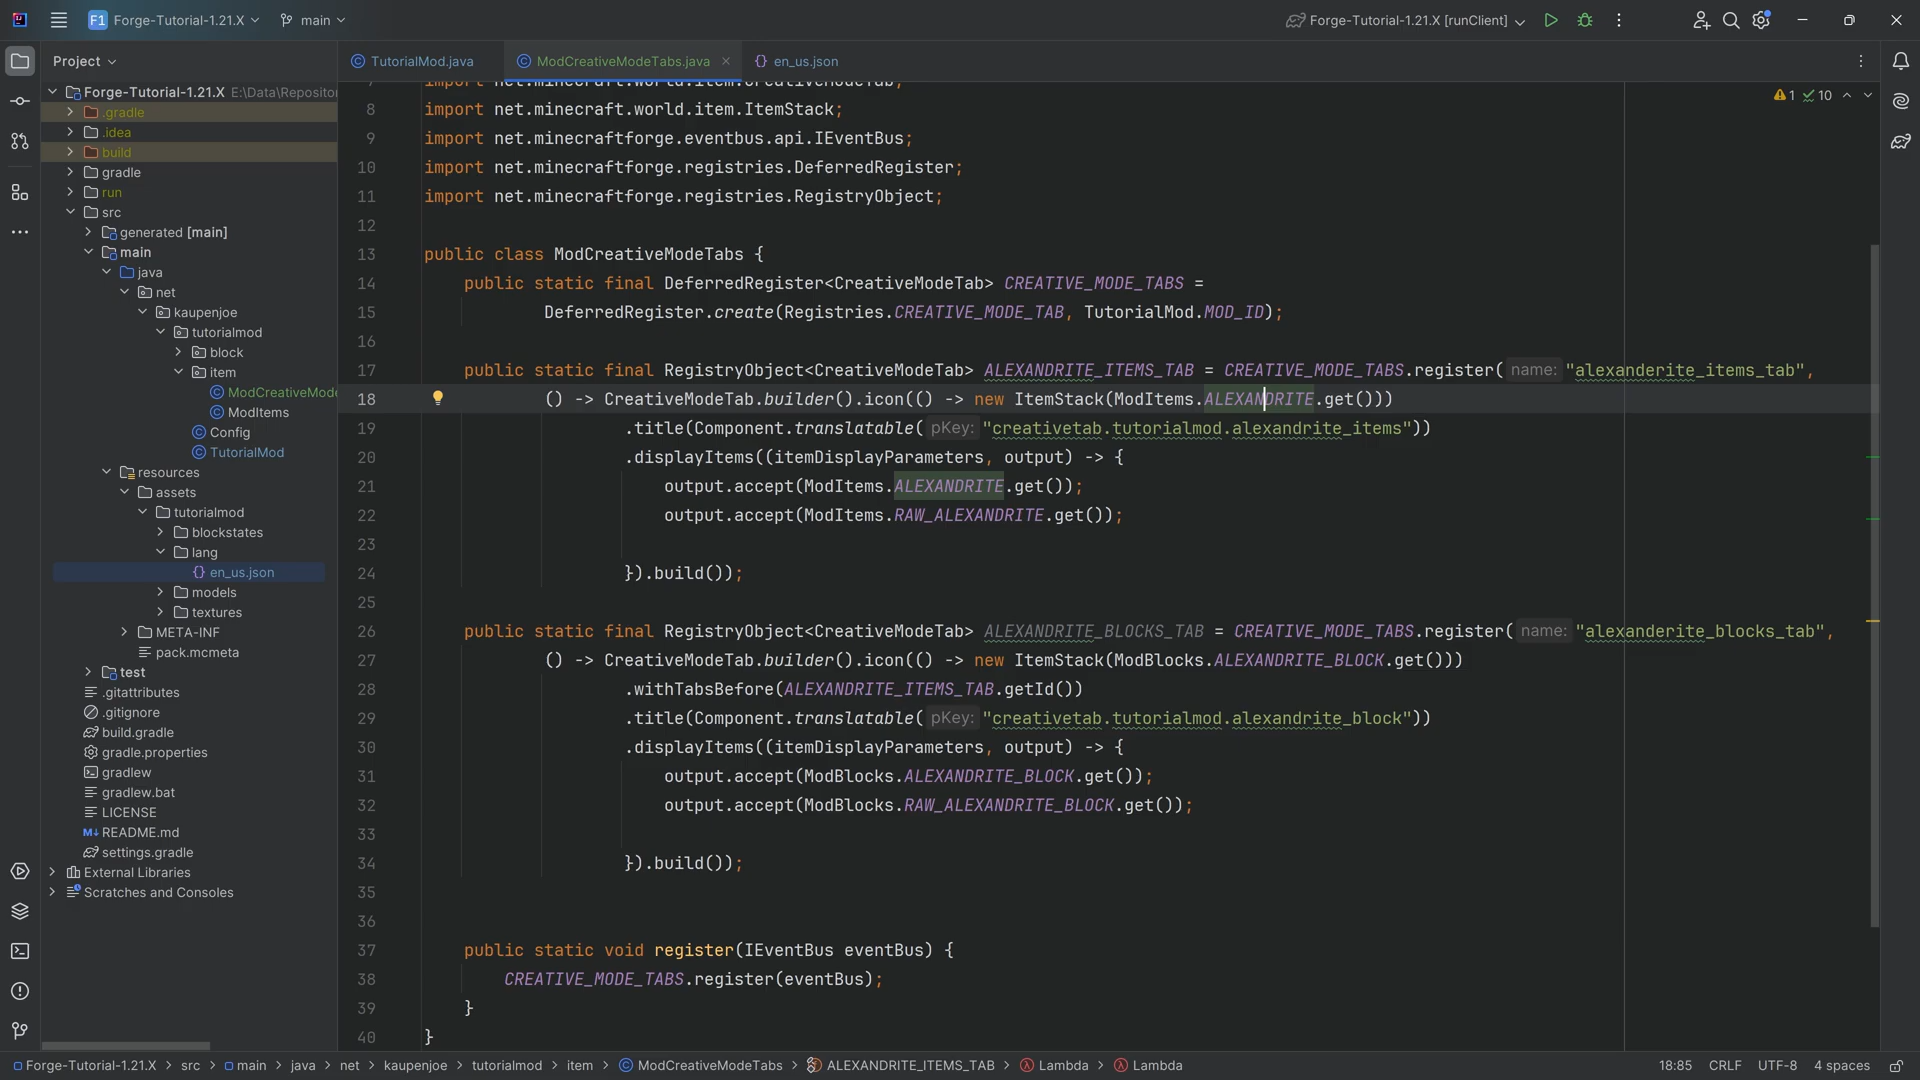 F1 Forge-Tutorial-1.21.X main
Forge-Tutorial-1.21.X [runClient]
Project
TutorialMod.java
ModCreativeModeTabs.java
{} en_us.json
Forge-Tutorial-1.21.X E:\Data\Reposito
.gradle
.idea
build
gradle
run
src
generated [main]
main
java
net
kaupenjoe
tutorialmod
block
item
ModCreativeMode
ModItems
Config
TutorialMod
resources
assets
tutorialmod
blockstates
lang
{} en_us.json
models
textures
META-INF
pack.mcmeta
test
.gitattributes
.gitignore
build.gradle
gradle.properties
gradlew
gradlew.bat
LICENSE
M↓ README.md
settings.gradle
External Libraries
Scratches and Consoles
1 10
import net.minecraft.world.item.CreativeModeTab;
8 import net.minecraft.world.item.ItemStack;
9 import net.minecraftforge.eventbus.api.IEventBus;
10 import net.minecraftforge.registries.DeferredRegister;
11 import net.minecraftforge.registries.RegistryObject;
12
13 public class ModCreativeModeTabs {
14 public static final DeferredRegister<CreativeModeTab> CREATIVE_MODE_TABS =
15 DeferredRegister.create(Registries.CREATIVE_MODE_TAB, TutorialMod.MOD_ID);
16
17 public static final RegistryObject<CreativeModeTab> ALEXANDRITE_ITEMS_TAB = CREATIVE_MODE_TABS.register( name: "alexanderite_items_tab",
18 () -> CreativeModeTab.builder().icon(() -> new ItemStack(ModItems.ALEXANDRITE.get()))
19 .title(Component.translatable( pKey: "creativetab.tutorialmod.alexandrite_items"))
20 .displayItems((itemDisplayParameters, output) -> {
21 output.accept(ModItems.ALEXANDRITE.get());
22 output.accept(ModItems.RAW_ALEXANDRITE.get());
23
24 }).build());
25
26 public static final RegistryObject<CreativeModeTab> ALEXANDRITE_BLOCKS_TAB = CREATIVE_MODE_TABS.register( name: "alexanderite_blocks_tab",
27 () -> CreativeModeTab.builder().icon(() -> new ItemStack(ModBlocks.ALEXANDRITE_BLOCK.get()))
28 .withTabsBefore(ALEXANDRITE_ITEMS_TAB.getId())
29 .title(Component.translatable( pKey: "creativetab.tutorialmod.alexandrite_block"))
30 .displayItems((itemDisplayParameters, output) -> {
31 output.accept(ModBlocks.ALEXANDRITE_BLOCK.get());
32 output.accept(ModBlocks.RAW_ALEXANDRITE_BLOCK.get());
33
34 }).build());
35
36
37 public static void register(IEventBus eventBus) {
38 CREATIVE_MODE_TABS.register(eventBus);
39 }
40 }
Forge-Tutorial-1.21.X > src > main > java > net > kaupenjoe > tutorialmod > item > ModCreativeModeTabs > ALEXANDRITE_ITEMS_TAB > Lambda > Lambda
18:85 CRLF UTF-8 4 spaces